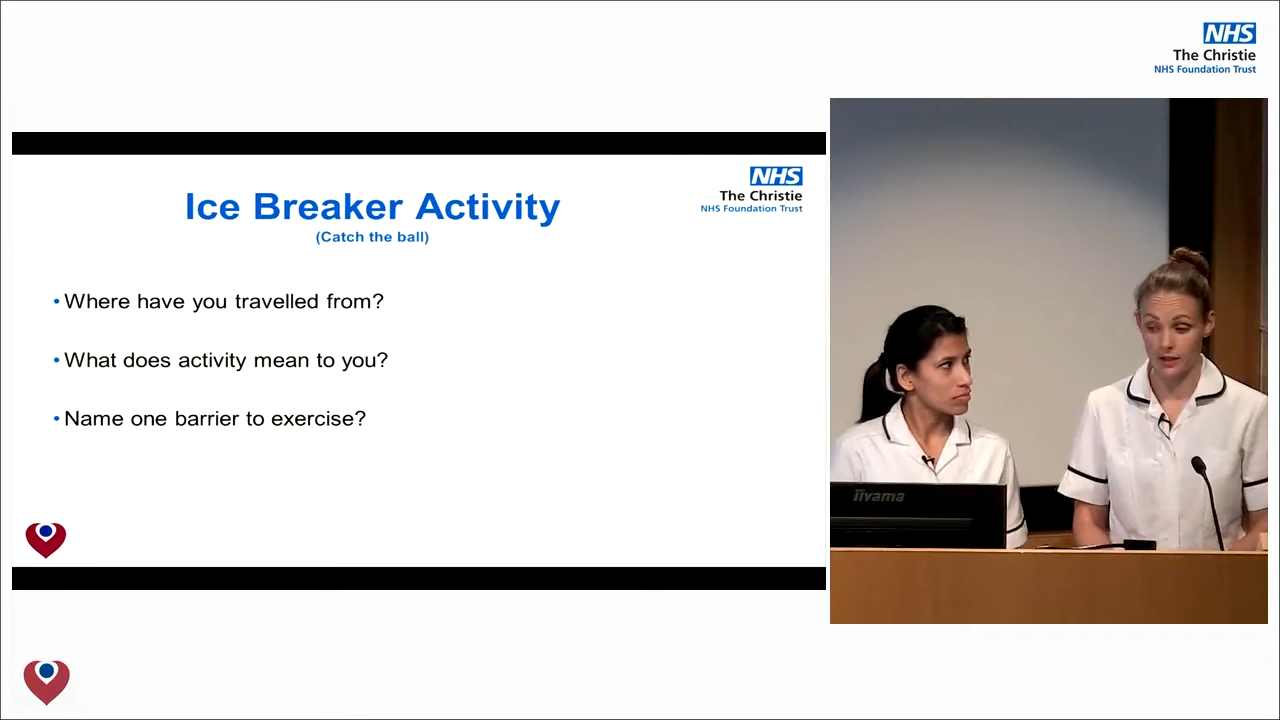 NHS
The Christie
NHS Foundation Trust
NHS
The Christie
NHS Foundation Trust
Ice Breaker Activity
(Catch the ball)
• Where have you travelled from?
• What does activity mean to you?
• Name one barrier to exercise?
iiyama